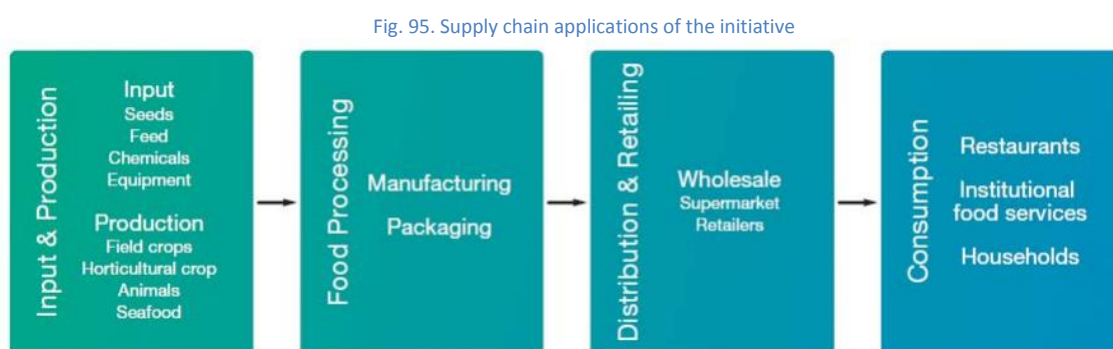 Fig. 95. Supply chain applications of the initiative
Input & Production
Input
Seeds
Feed
Chemicals
Equipment
Production
Field crops
Horticultural crop
Animals
Seafood
Food Processing
Manufacturing
Packaging
Distribution & Retailing
Wholesale
Supermarket
Retailers
Consumption
Restaurants
Institutional
food services
Households